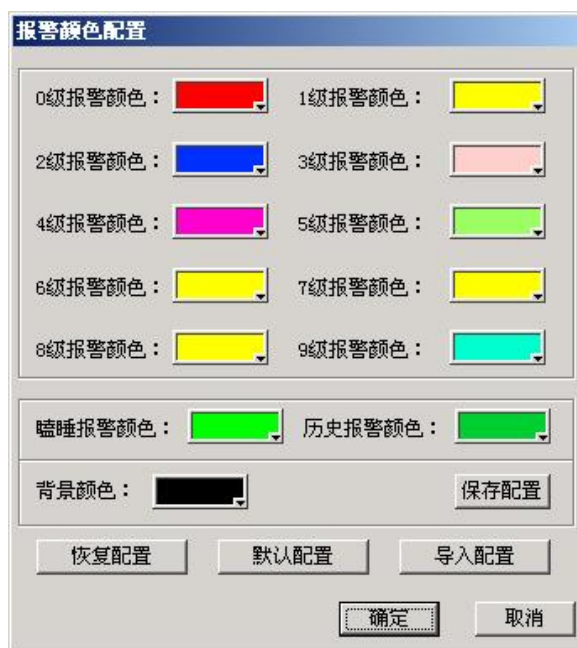 报警颜色配置
0级报警颜色： 1级报警颜色：
2级报警颜色： 3级报警颜色：
4级报警颜色： 5级报警颜色：
6级报警颜色： 7级报警颜色：
8级报警颜色： 9级报警颜色：
瞌睡报警颜色： 历史报警颜色：
背景颜色： 保存配置
恢复配置 默认配置 导入配置
确定 取消